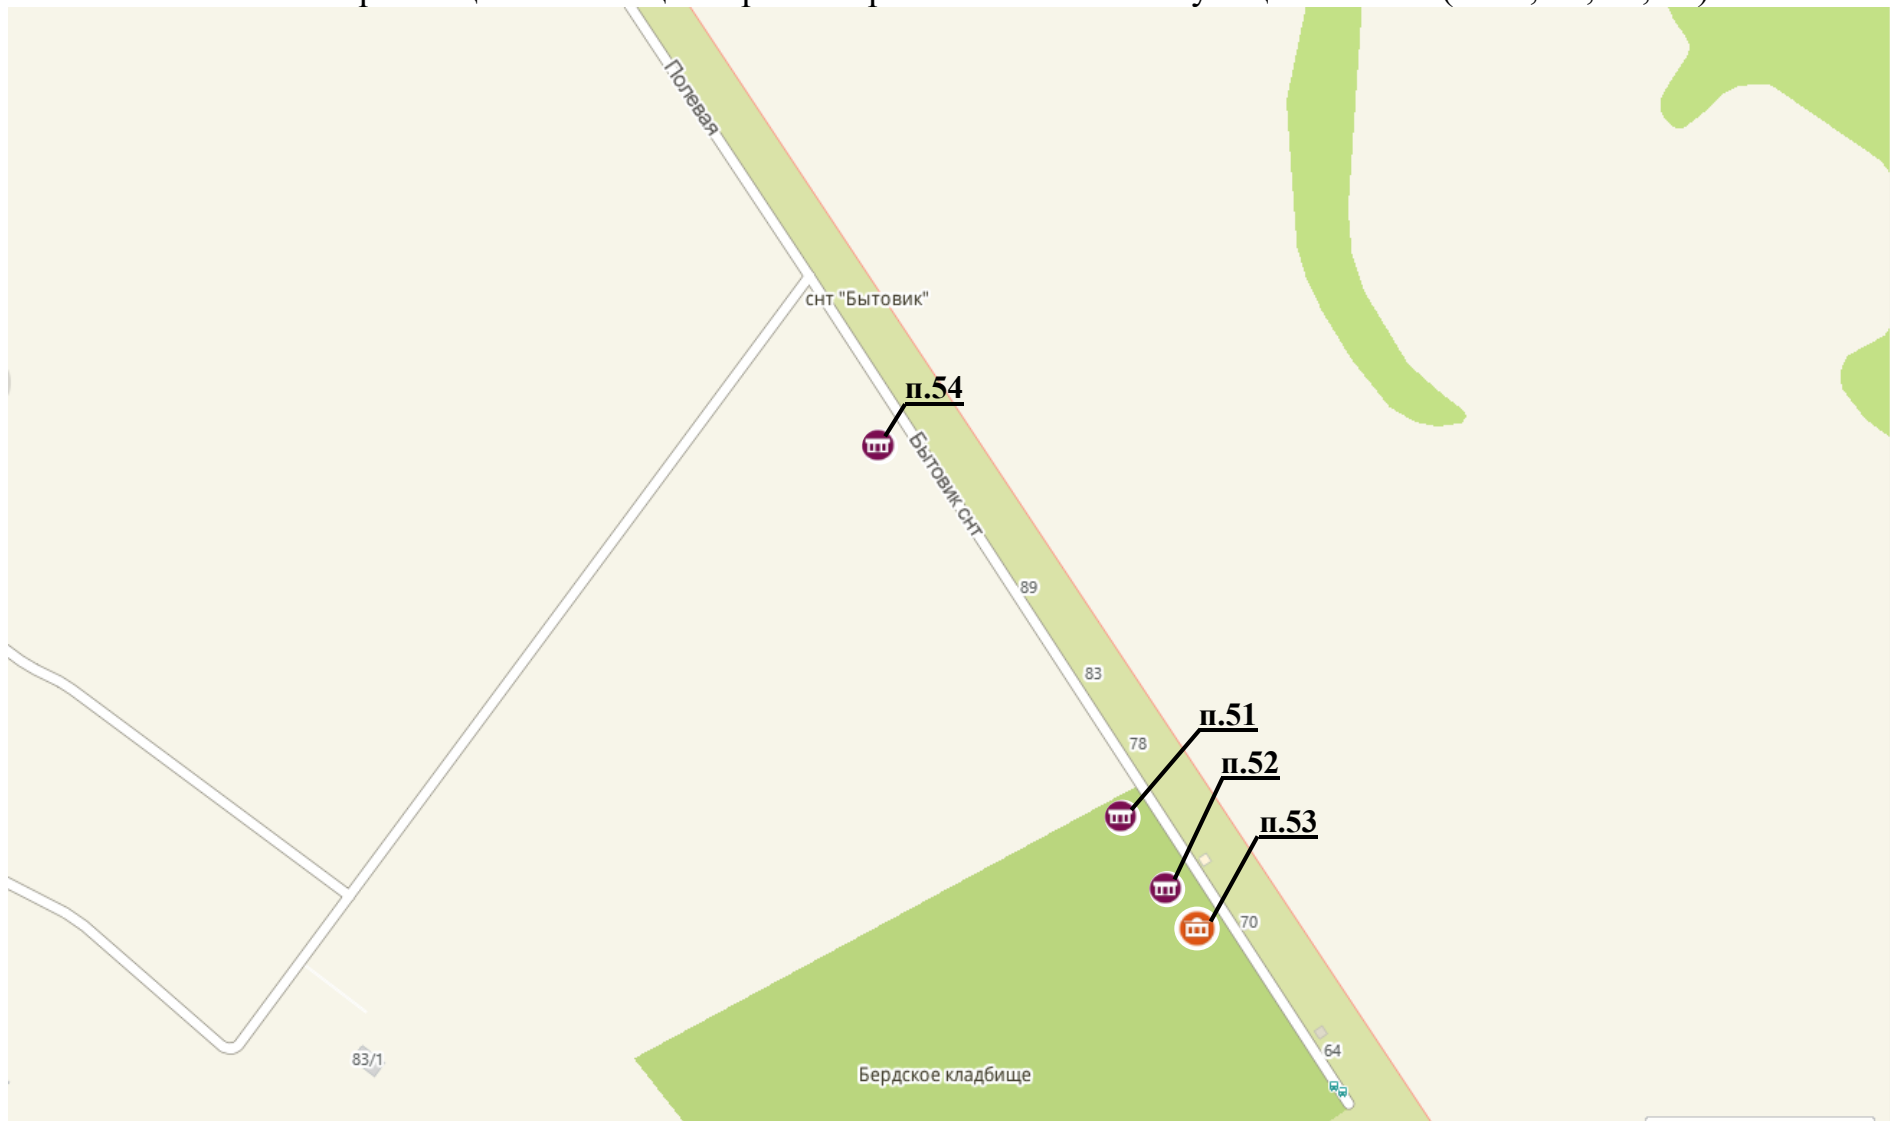 Полевая
снт "Бытовик"
п.54
Бытовик снт
89
83
п.51
78
п.52
п.53
70
64
83/1
Бердское кладбище